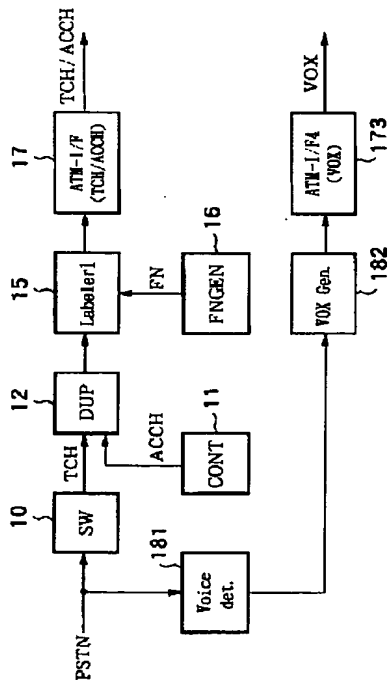 PSTN
10
SW
TCH
12
DUP
ACCH
11
CONT
15
Labeler1
FN
16
FNGEN
17
ATM-I/F
(TCH/ACCH)
TCH/ACCH
181
Voice
det.
182
VOX Gen.
173
ATM-I/F4
(VOX)
VOX